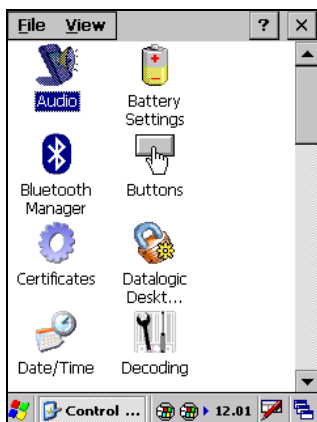 File View ? ×
Audio
Battery
Settings
Bluetooth
Manager
Buttons
Certificates
Datalogic
Deskt...
Date/Time
Decoding
Control ... 12.01